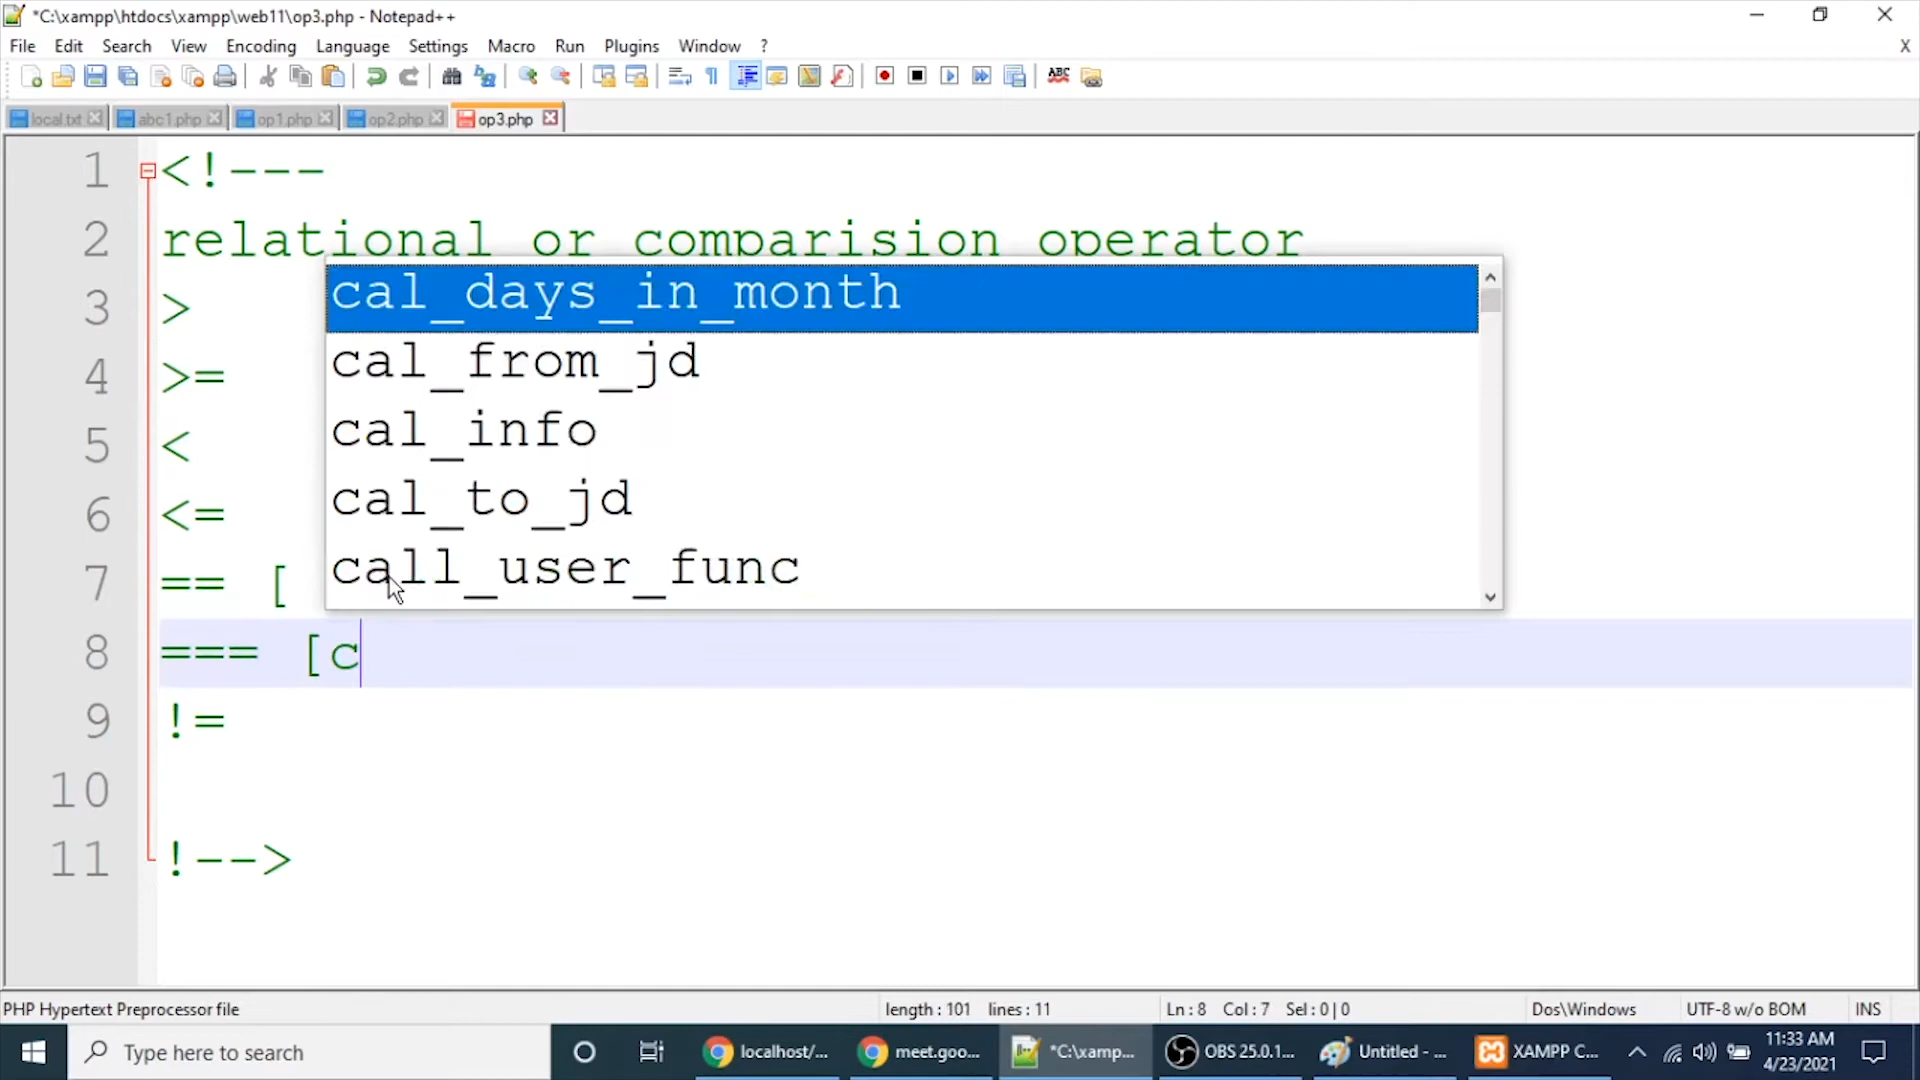 *C:\xampp\htdocs\xampp\web11\op3.php - Notepad++
File Edit Search View Encoding Language Settings Macro Run Plugins Window ? X
local.txt abc1.php op1.php op2.php op3.php
1 <!---
2 relational or comparision operator
3 >
4 >=
5 <
6 <=
7 == [
8 === [c
9 !=
10
11 !-->
cal_days_in_month
cal_from_jd
cal_info
cal_to_jd
call_user_func
PHP Hypertext Preprocessor file length : 101 lines : 11 Ln : 8 Col : 7 Sel : 0 | 0 Dos\Windows UTF-8 w/o BOM INS
Type here to search localhost/... meet.goo... *C:\xamp... OBS 25.0.1... Untitled - ... XAMPP C... 11:33 AM
4/23/2021